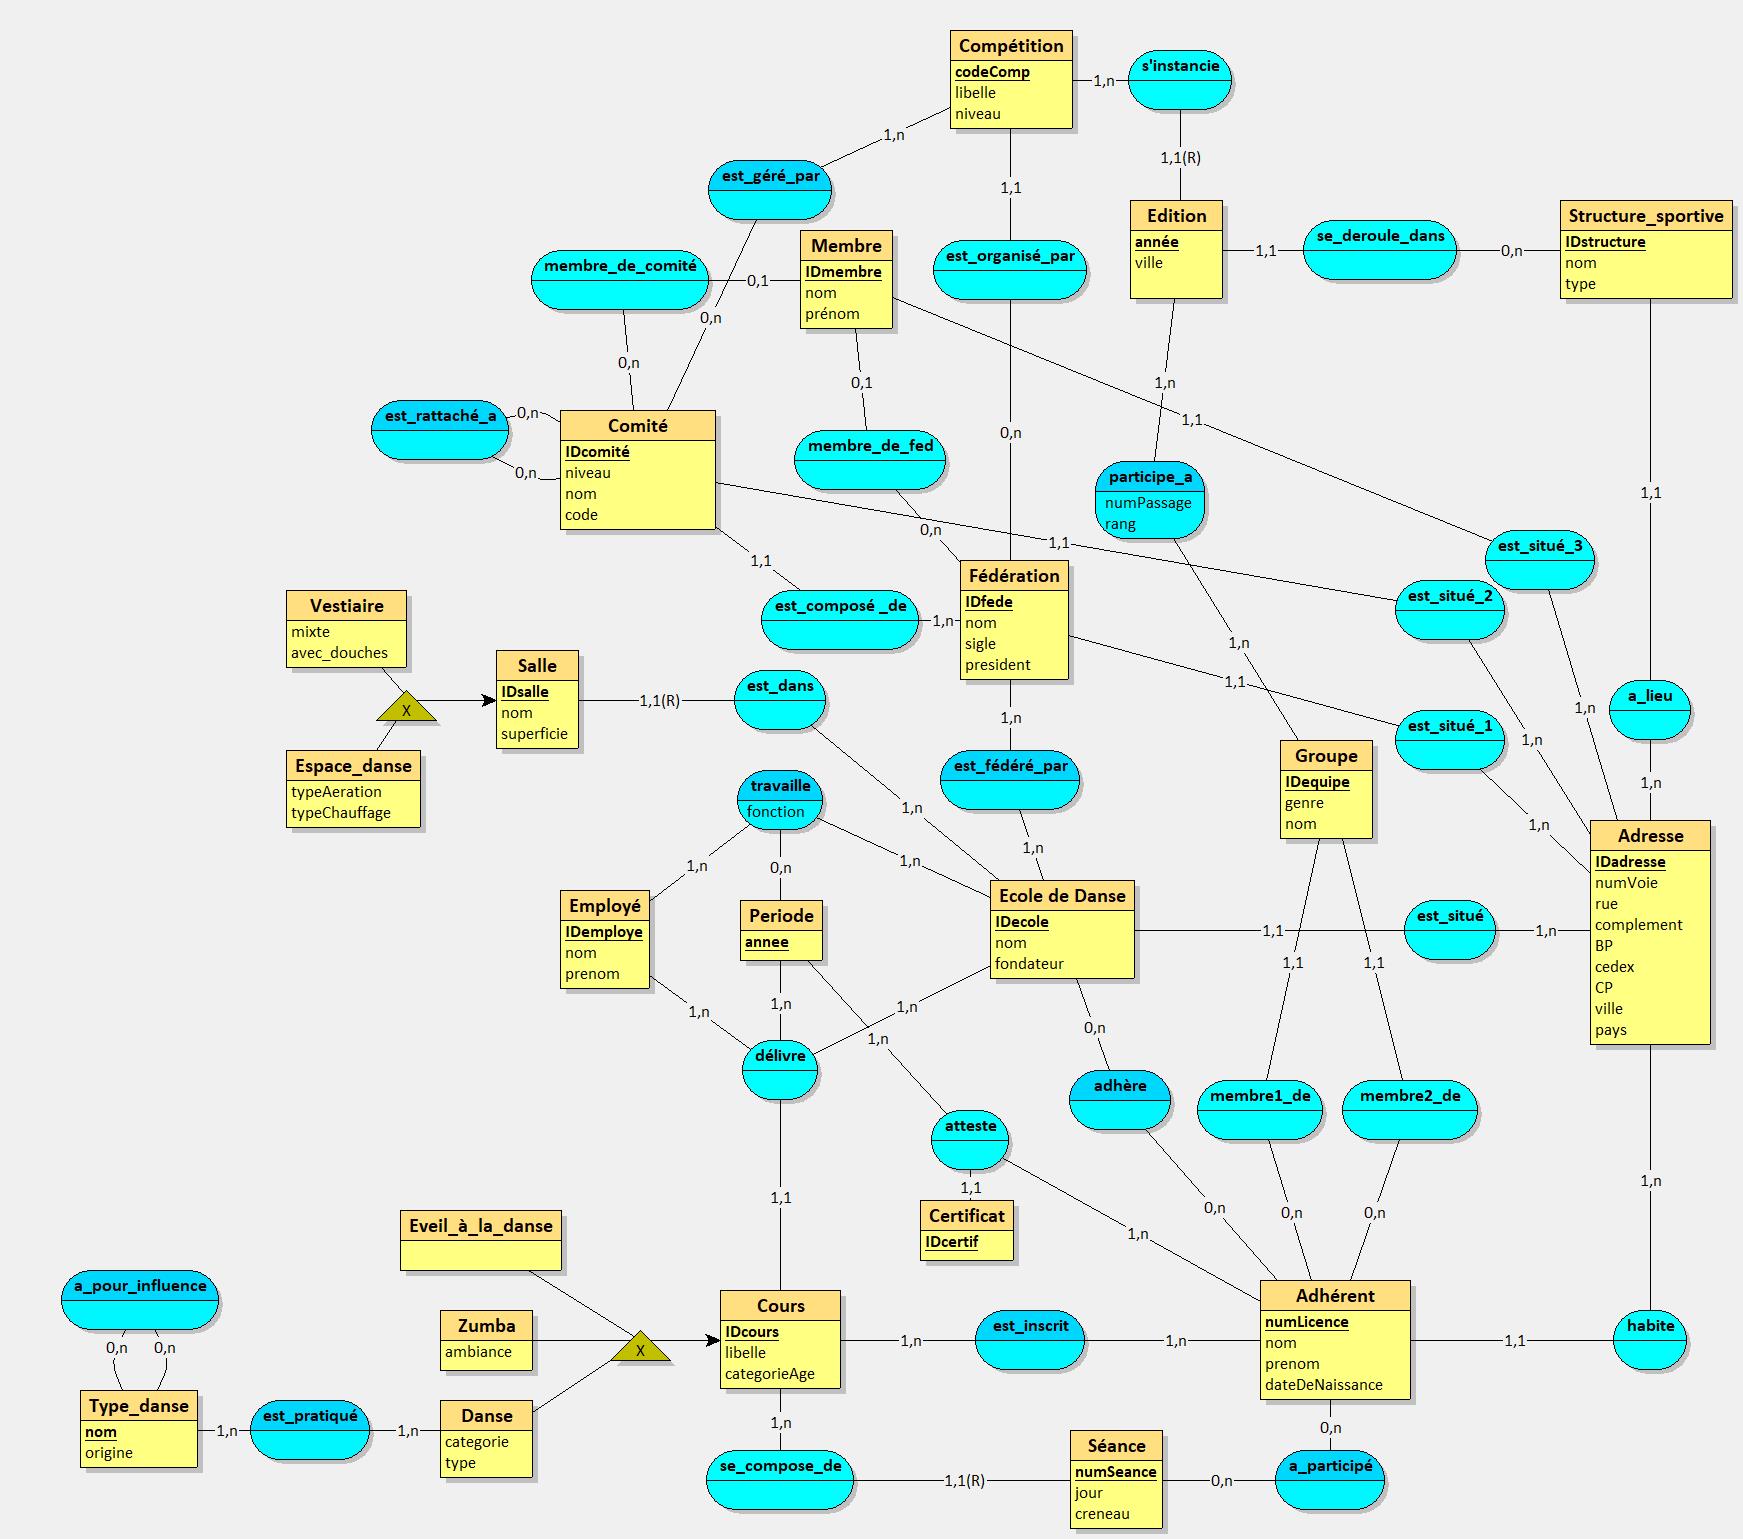 Compétition
codeComp
libelle
niveau
1,n
s'instancie
1,n
1,1(R)
est_géré_par
1,1
Edition
année
ville
1,1
se_deroule_dans
0,n
Structure_sportive
IDstructure
nom
type
membre_de_comité
0,1
Membre
IDmembre
nom
prénom
est_organisé_par
0,n
0,n
0,1
1,n
1,1
est_rattaché_a
0,n
0,n
Comité
IDcomité
niveau
nom
code
membre_de_fed
0,n
participe_a
numPassage
rang
1,1
0,n
1,1
est_situé_3
1,1
Fédération
IDfede
nom
sigle
president
est_situé_2
est_composé _de
1,n
Vestiaire
mixte
avec_douches
1,n
Salle
IDsalle
nom
superficie
1,1(R)
est_dans
1,1
1,n
a_lieu
X
1,n
est_situé_1
1,n
Espace_danse
typeAeration
typeChauffage
est_fédéré_par
Groupe
IDequipe
genre
nom
1,n
travaille
fonction
1,n
1,n
1,n
Adresse
IDadresse
numVoie
rue
complement
BP
cedex
CP
ville
pays
1,n
0,n
1,n
Employé
IDemploye
nom
prenom
Periode
annee
Ecole de Danse
IDecole
nom
fondateur
1,1
est_situé
1,n
1,1
1,1
1,n
1,n
1,n
1,n
0,n
délivre
adhère
membre1_de
membre2_de
atteste
1,1
1,1
1,n
Certificat
IDcertif
0,n
0,n
0,n
1,n
Eveil_à_la_danse
a_pour_influence
0,n
0,n
Zumba
ambiance
X
Cours
IDcours
libelle
categorieAge
1,n
est_inscrit
1,n
Adhérent
numLicence
nom
prenom
dateDeNaissance
1,1
habite
Type_danse
nom
origine
1,n
est_pratiqué
1,n
Danse
categorie
type
1,n
0,n
se_compose_de
1,1(R)
Séance
numSeance
jour
creneau
0,n
a_participé